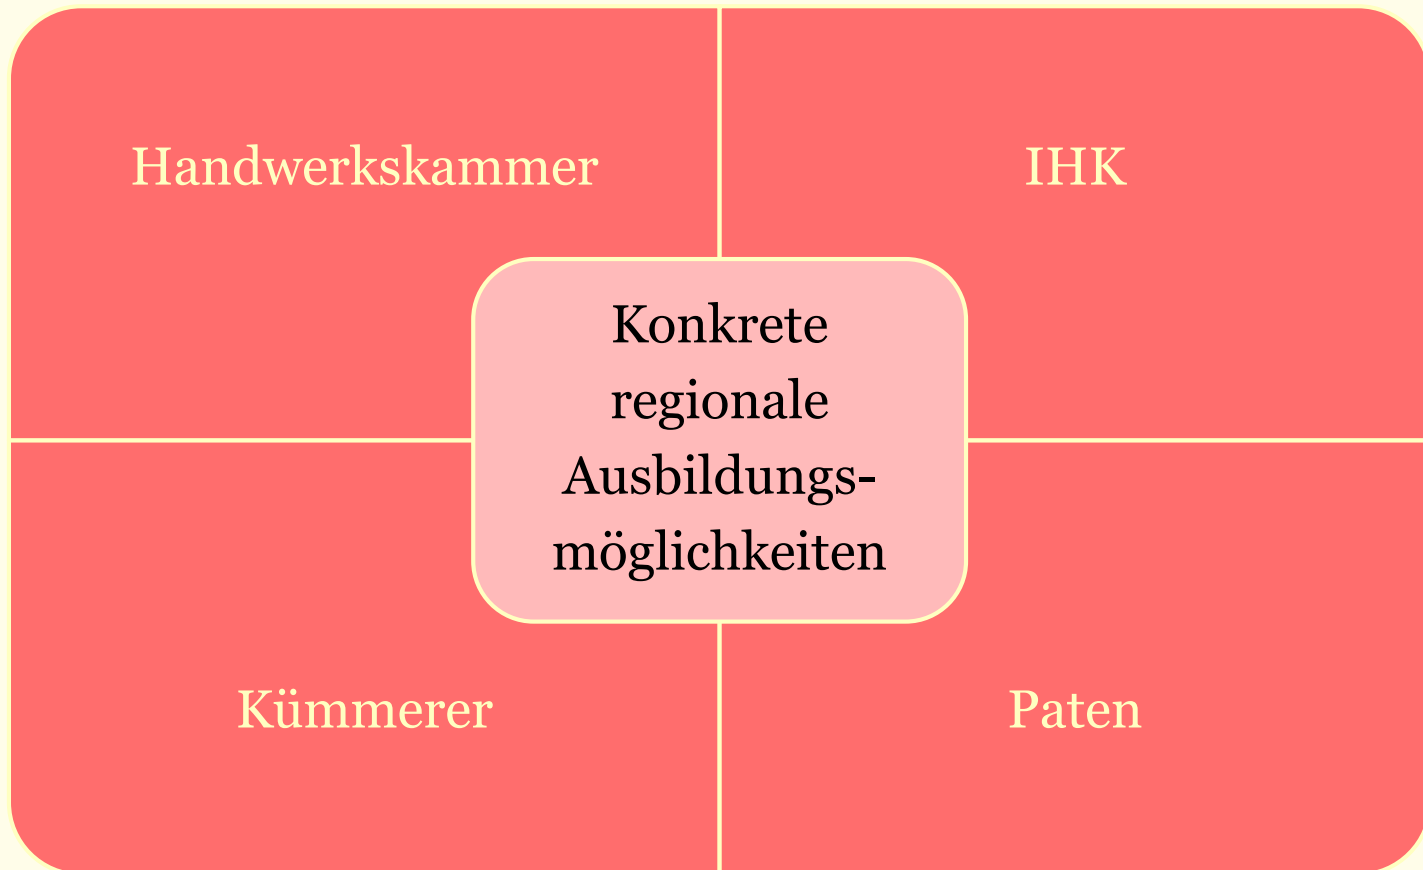 Handwerkskammer
IHK
Konkrete
regionale
Ausbildungs-
möglichkeiten
Kümmerer
Paten